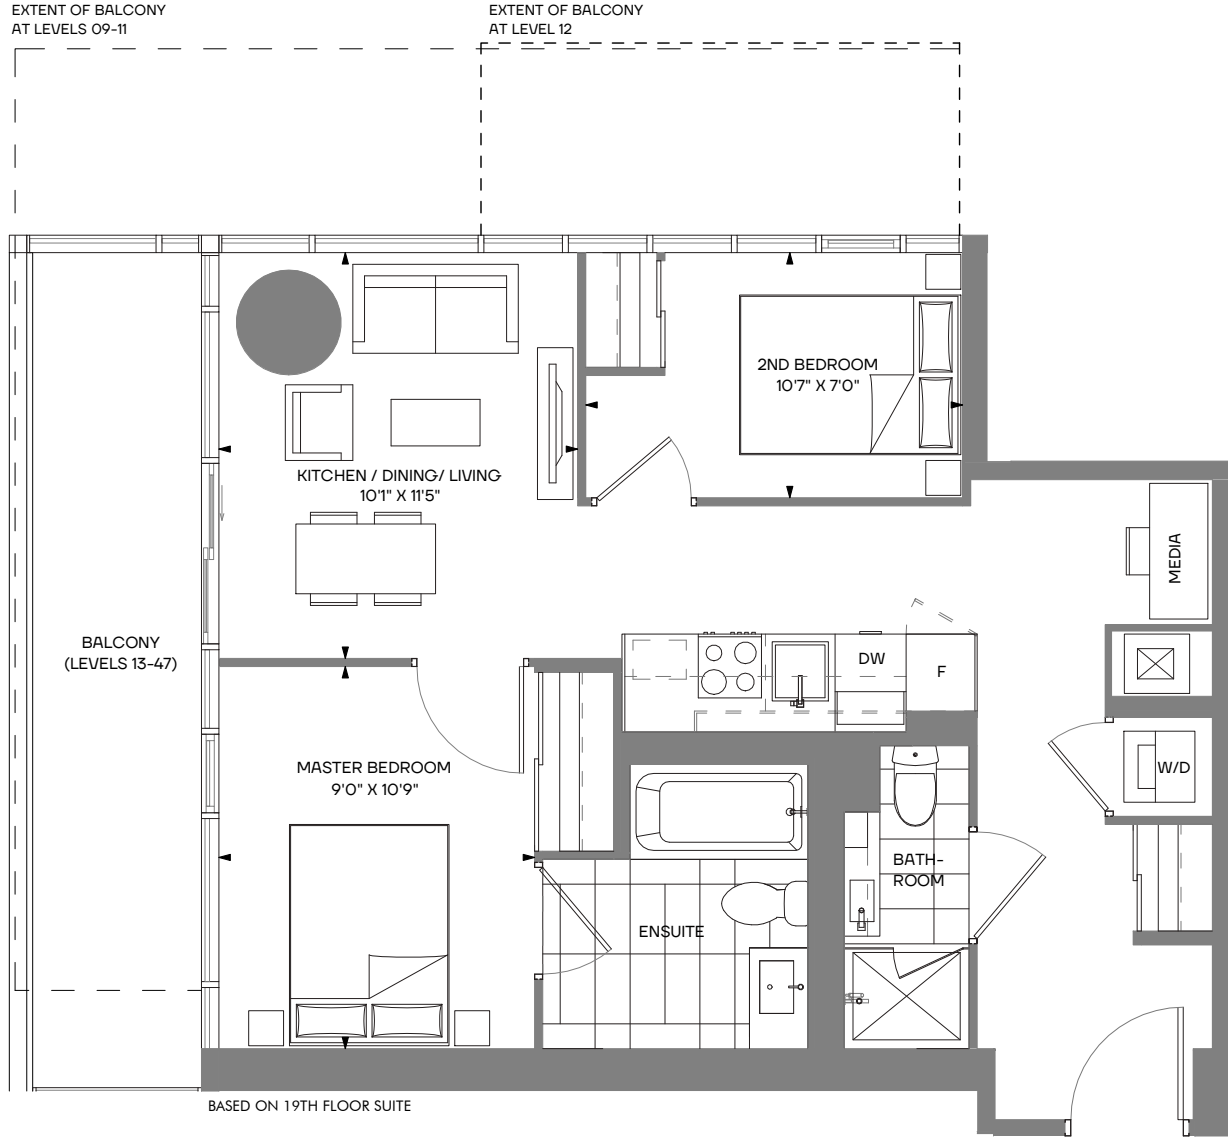 EXTENT OF BALCONY
AT LEVELS 09-11
EXTENT OF BALCONY
AT LEVEL 12
2ND BEDROOM
10'7" X 7'0"
KITCHEN / DINING/ LIVING
10'1" X 11'5"
MEDIA
BALCONY
(LEVELS 13-47)
DW
F
MASTER BEDROOM
9'0" X 10'9"
W/D
BATH-
ROOM
ENSUITE
BASED ON 19TH FLOOR SUITE